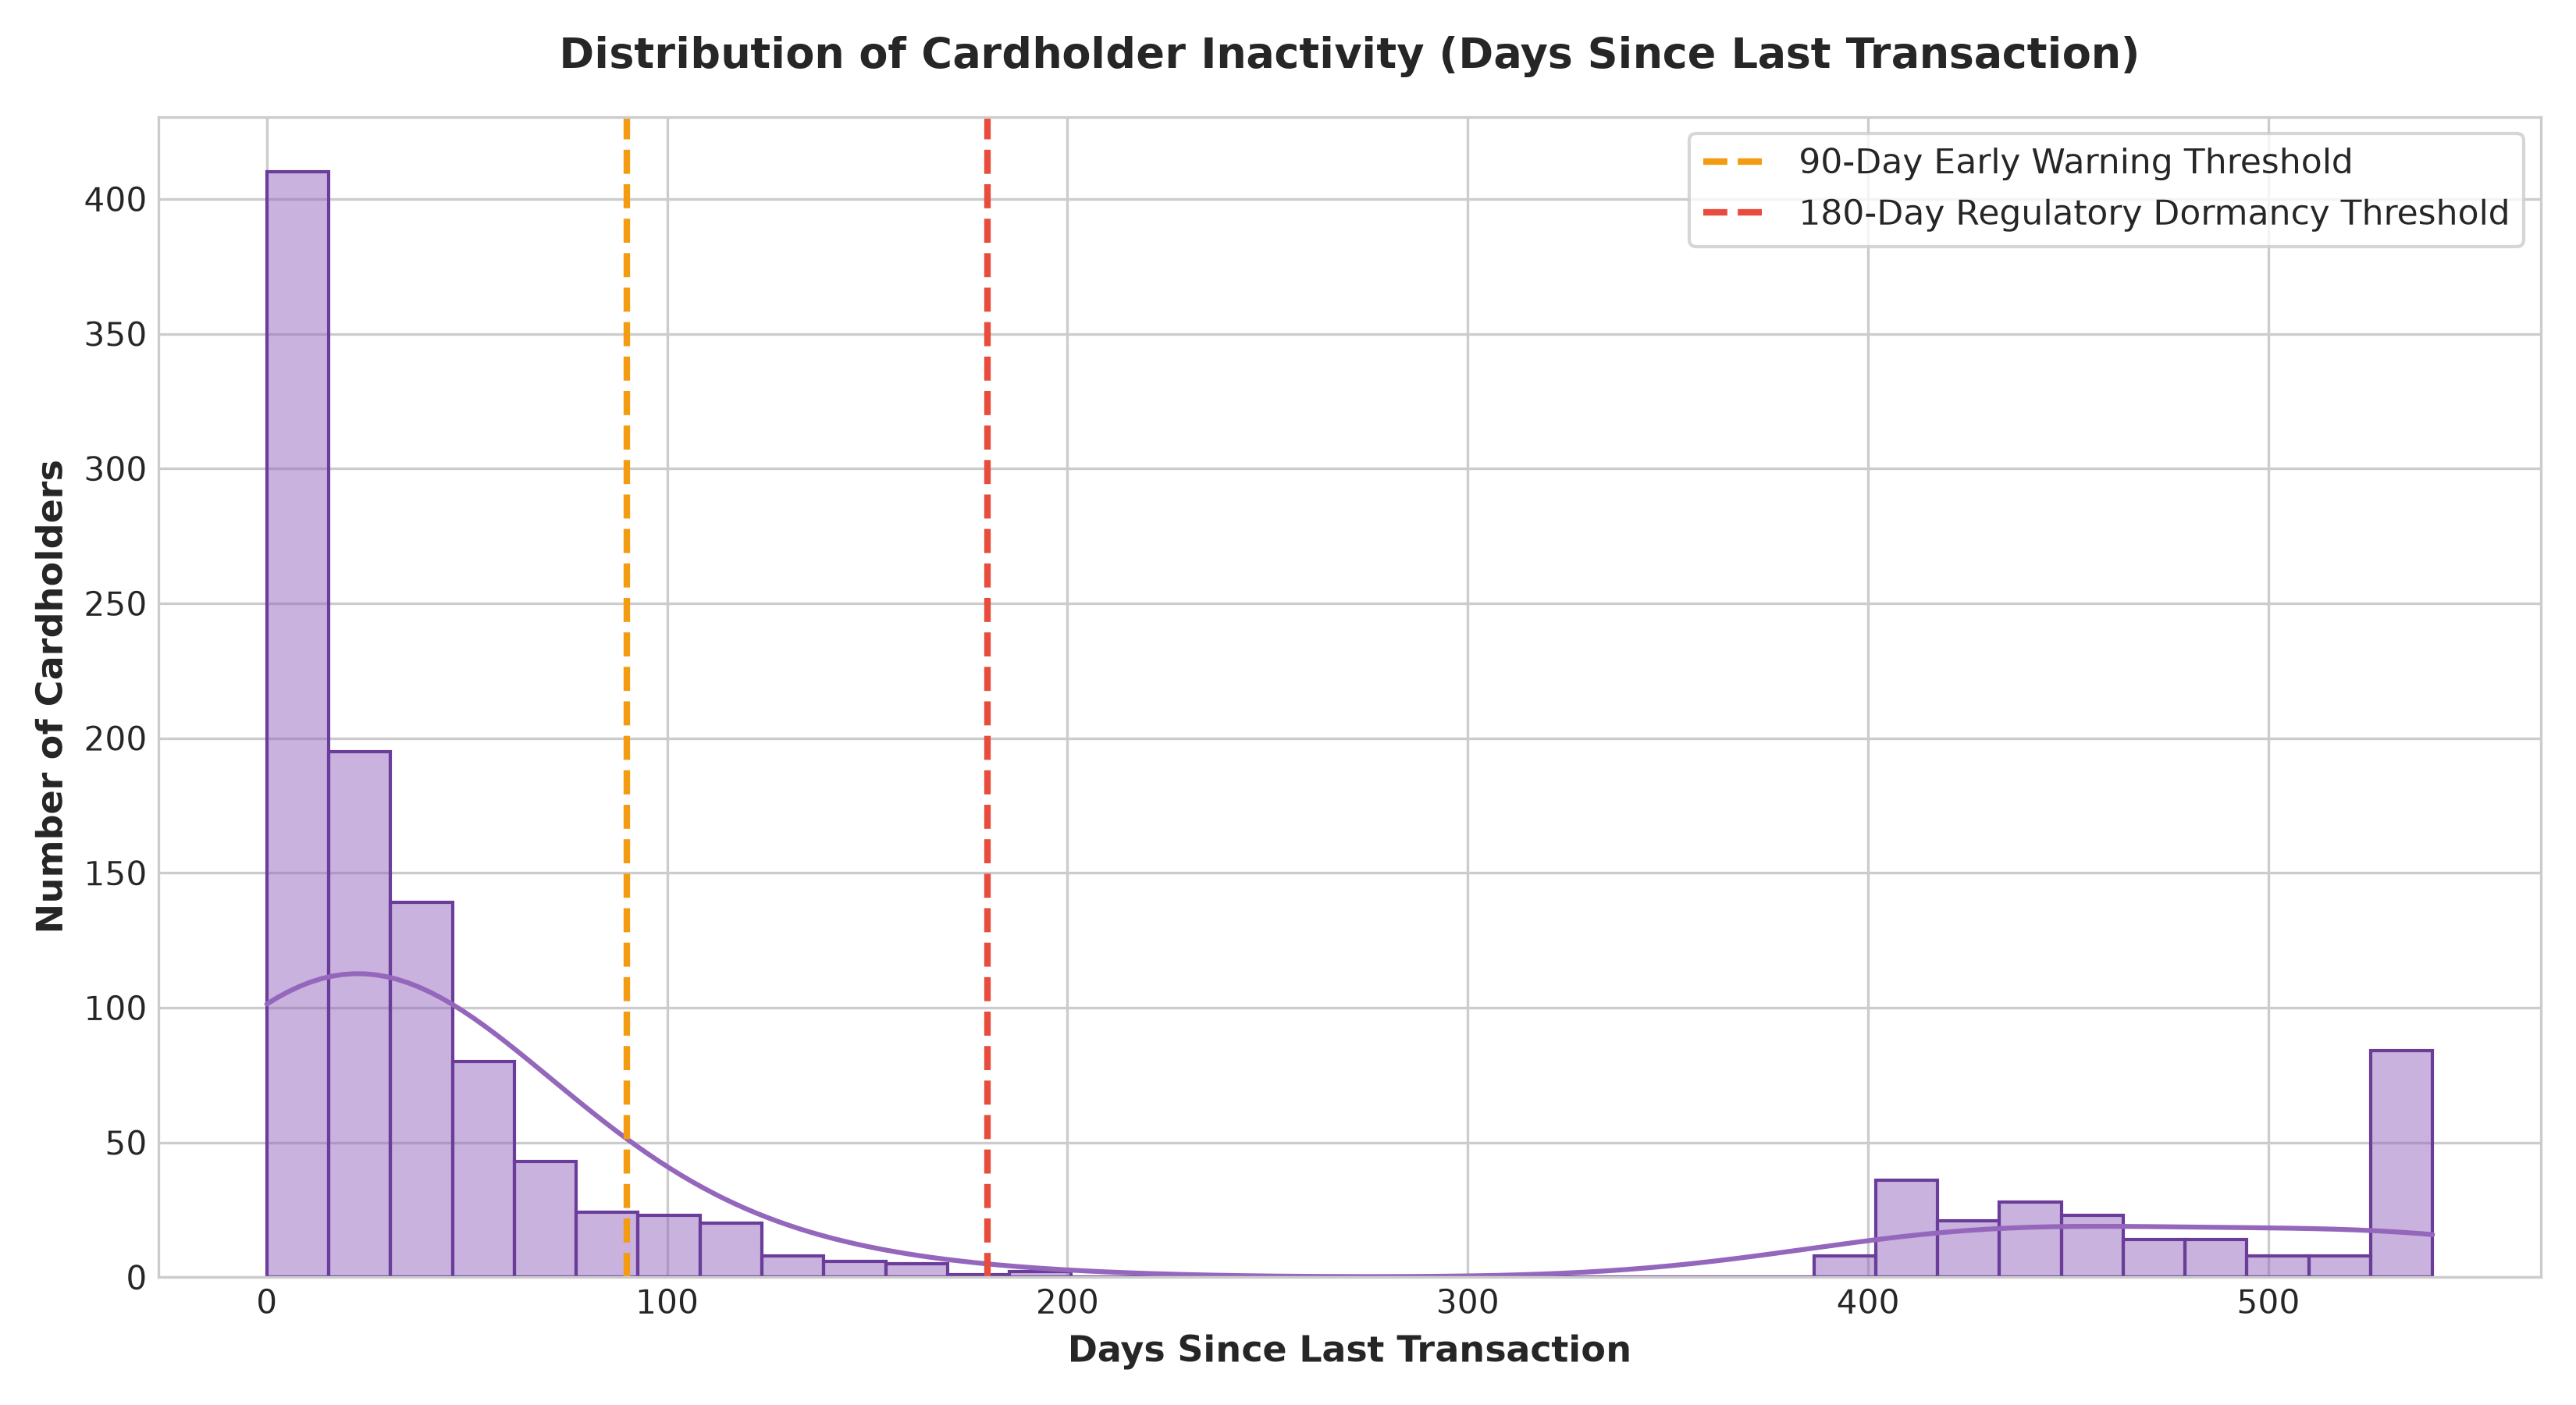 Distribution of Cardholder Inactivity (Days Since Last Transaction)
90-Day Early Warning Threshold
180-Day Regulatory Dormancy Threshold
Number of Cardholders
400
350
300
250
200
150
100
50
0
0 100 200 300 400 500
Days Since Last Transaction